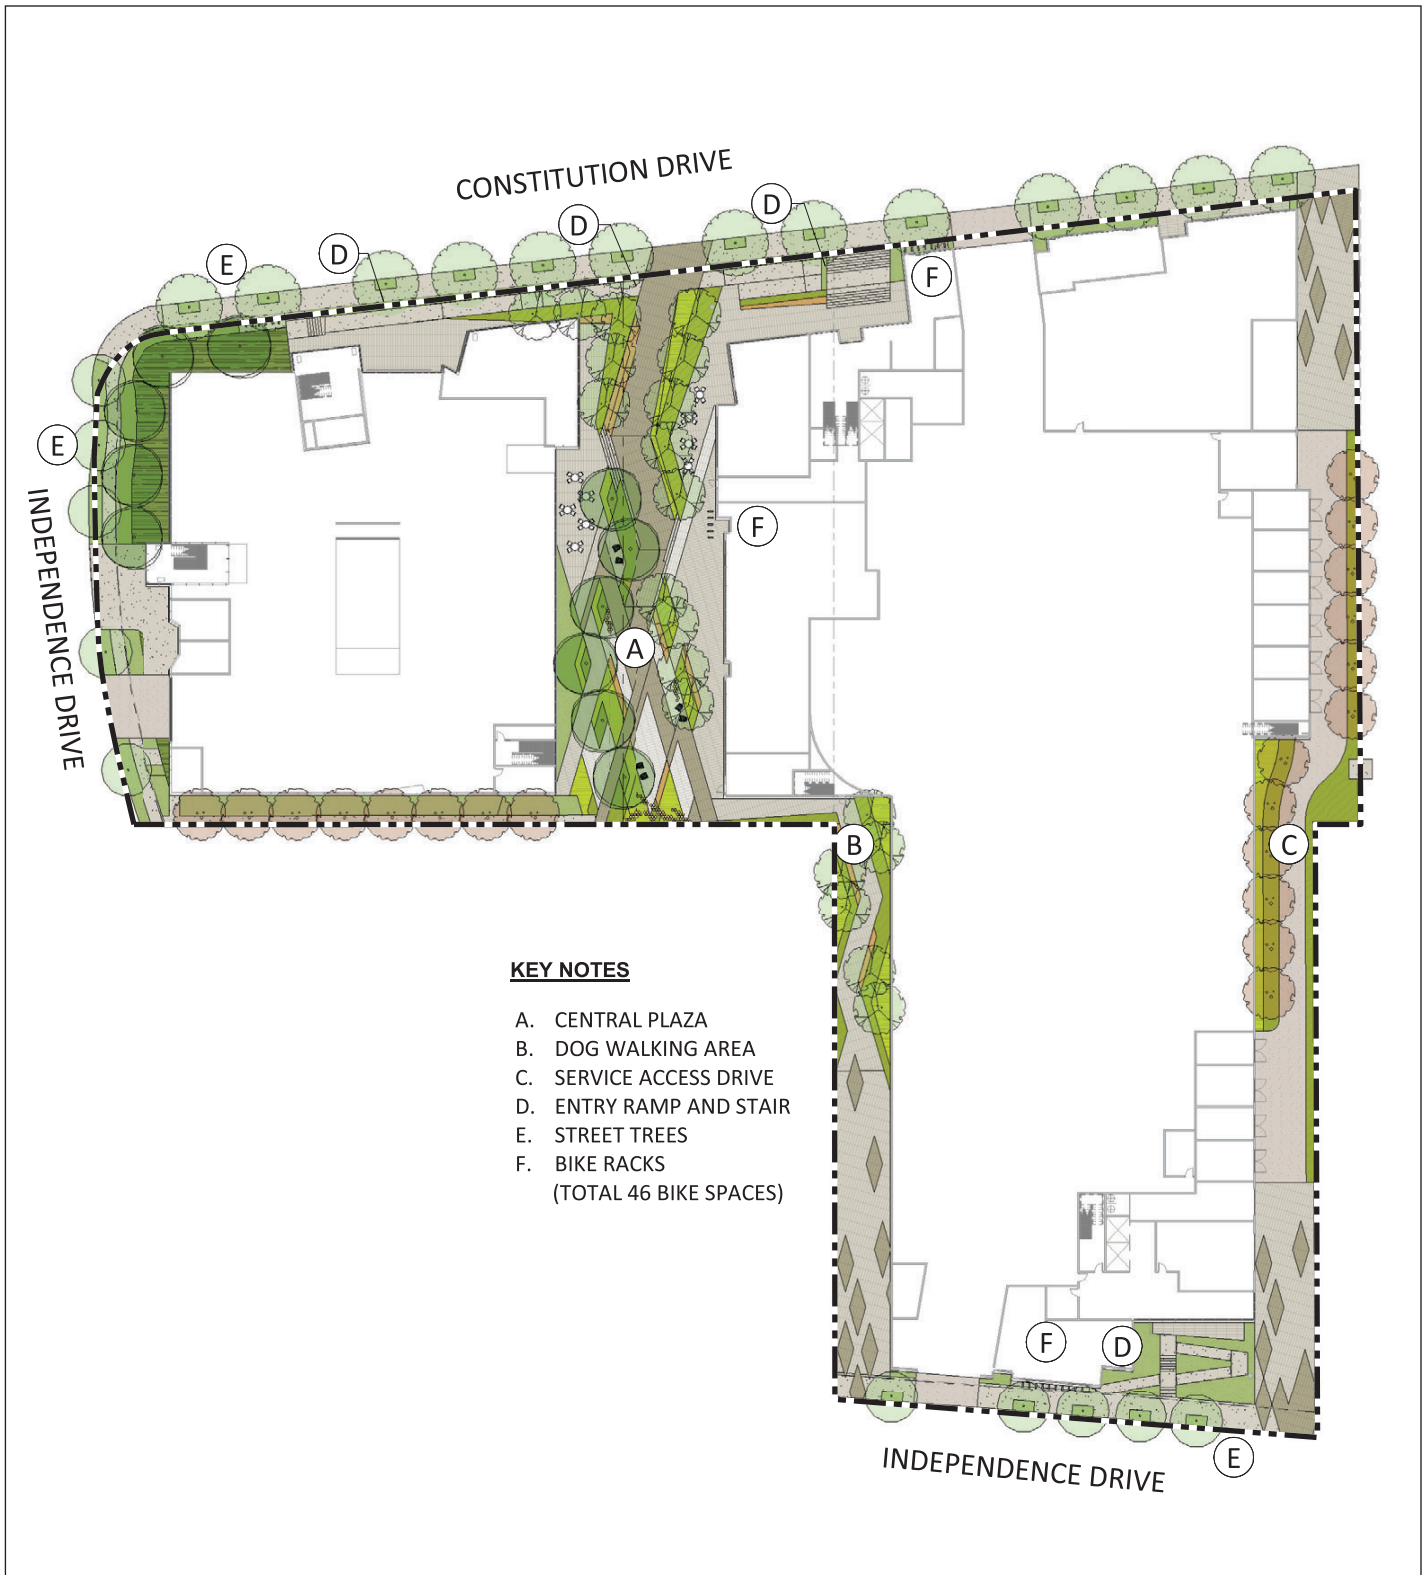 CONSTITUTION DRIVE
D
D
D
E
F
E
INDEPENDENCE DRIVE
F
A
B
C
KEY NOTES
A. CENTRAL PLAZA
B. DOG WALKING AREA
C. SERVICE ACCESS DRIVE
D. ENTRY RAMP AND STAIR
E. STREET TREES
F. BIKE RACKS
(TOTAL 46 BIKE SPACES)
F
D
E
INDEPENDENCE DRIVE